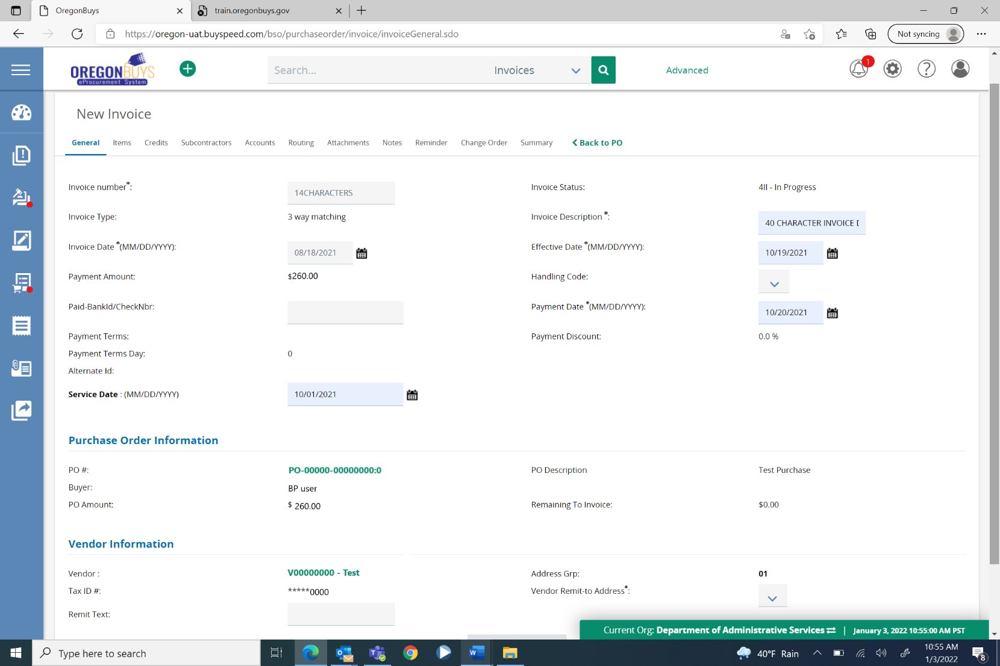 OregonBuys
train.oregonbuys.gov
https://oregon-uat.buyspeed.com/bso/purchaseorder/invoice/invoiceGeneral.sdo
Not syncing
OREGONBUYS
eProcurement System
Search...
Invoices
Advanced
1
New Invoice
General Items Credits Subcontractors Accounts Routing Attachments Notes Reminder Change Order Summary Back to PO
Invoice number*: 14CHARACTERS Invoice Status: 4II - In Progress
Invoice Type: 3 way matching Invoice Description *: 40 CHARACTER INVOICE
Invoice Date *(MM/DD/YYYY): 08/18/2021 Effective Date *(MM/DD/YYYY): 10/19/2021
Payment Amount: $260.00 Handling Code:
Paid-BankId/CheckNbr: Payment Date *(MM/DD/YYYY): 10/20/2021
Payment Terms: Payment Discount: 0.0 %
Payment Terms Day: 0
Alternate Id:
Service Date : (MM/DD/YYYY) 10/01/2021
Purchase Order Information
PO #: PO-00000-00000000:0 PO Description Test Purchase
Buyer: BP user
PO Amount: $ 260.00 Remaining To Invoice: $0.00
Vendor Information
Vendor : V00000000 - Test Address Grp: 01
Tax ID #: *****0000 Vendor Remit-to Address*:
Remit Text:
Current Org: Department of Administrative Services | January 3, 2022 10:55:00 AM PST
Type here to search
40°F Rain
10:55 AM
1/3/2022
8